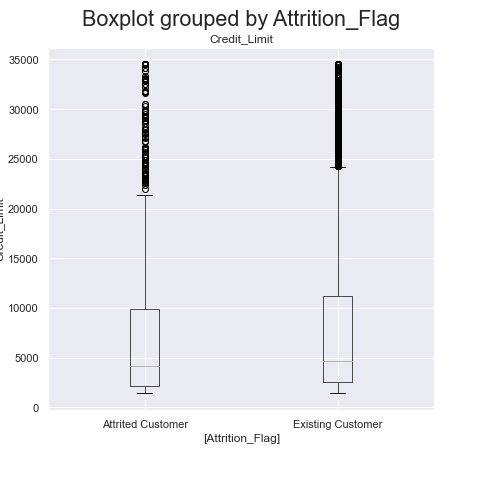 Boxplot grouped by Attrition_Flag
Credit_Limit
35000
30000
25000
20000
15000
10000
5000
0
Credit_Limit
Attrited Customer
Existing Customer
[Attrition_Flag]